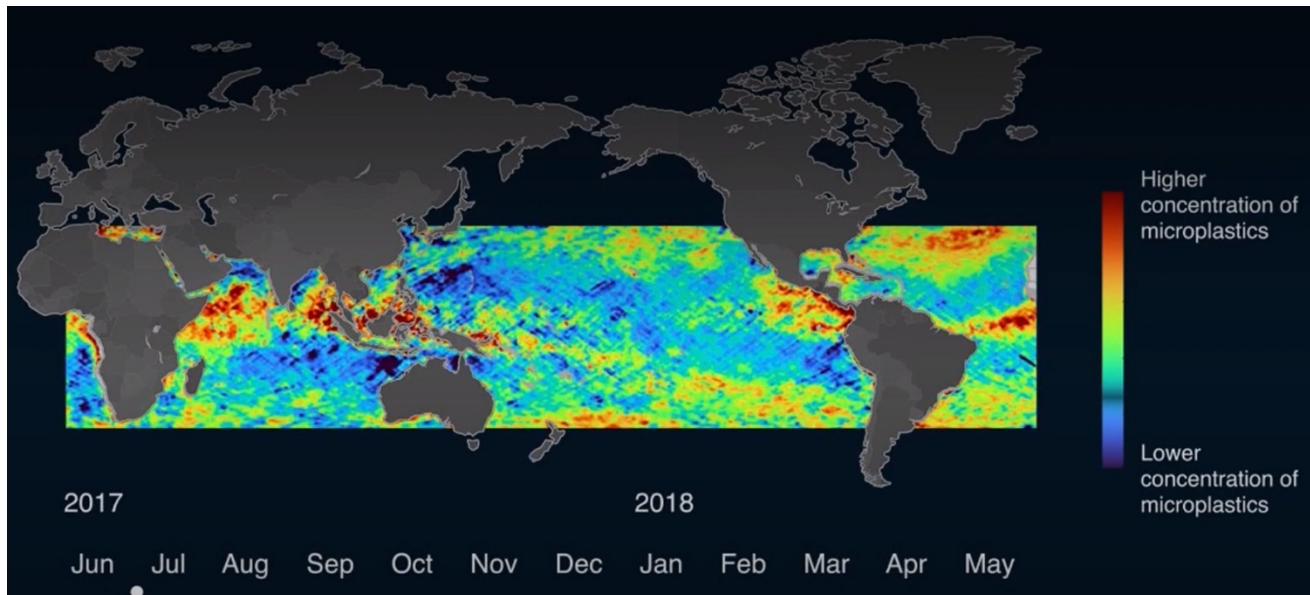 Higher
concentration of
microplastics
Lower
concentration of
microplastics
2017
2018
Jun Jul Aug Sep Oct Nov Dec Jan Feb Mar Apr May